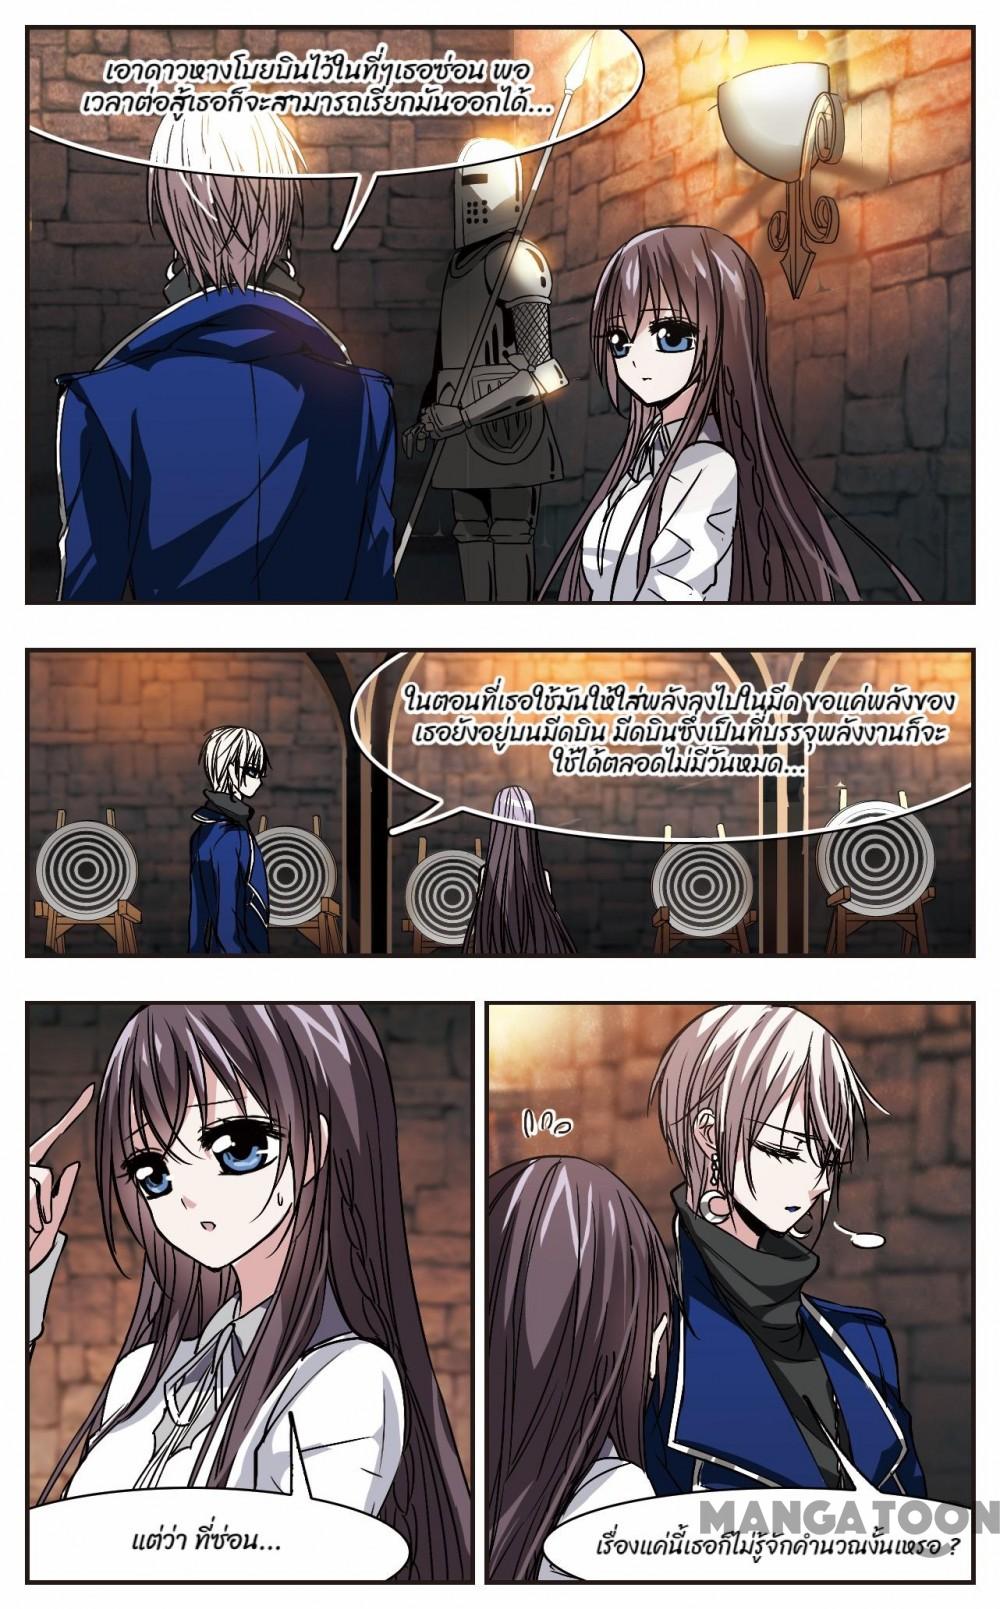 เอาดาวหางโบยบินไว้ในที่ๆเธอซ่อน พอ
เวลาต่อสู้เธอก็จะสามารถเรียกมันออกได้...
ในตอนที่เธอใช้มันให้ใส่พลังลงไปในมีด ขอแค่พลังของ
เธอยังอยู่บนมีดบิน มีดบินซึ่งเป็นที่บรรจุพลังงานก็จะ
ใช้ได้ตลอดไม่มีวันหมด...
แต่ว่า ที่ซ่อน...
เรื่องแค่นี้เธอก็ไม่รู้จักคำนวณงั้นเหรอ ?
MANGATOON